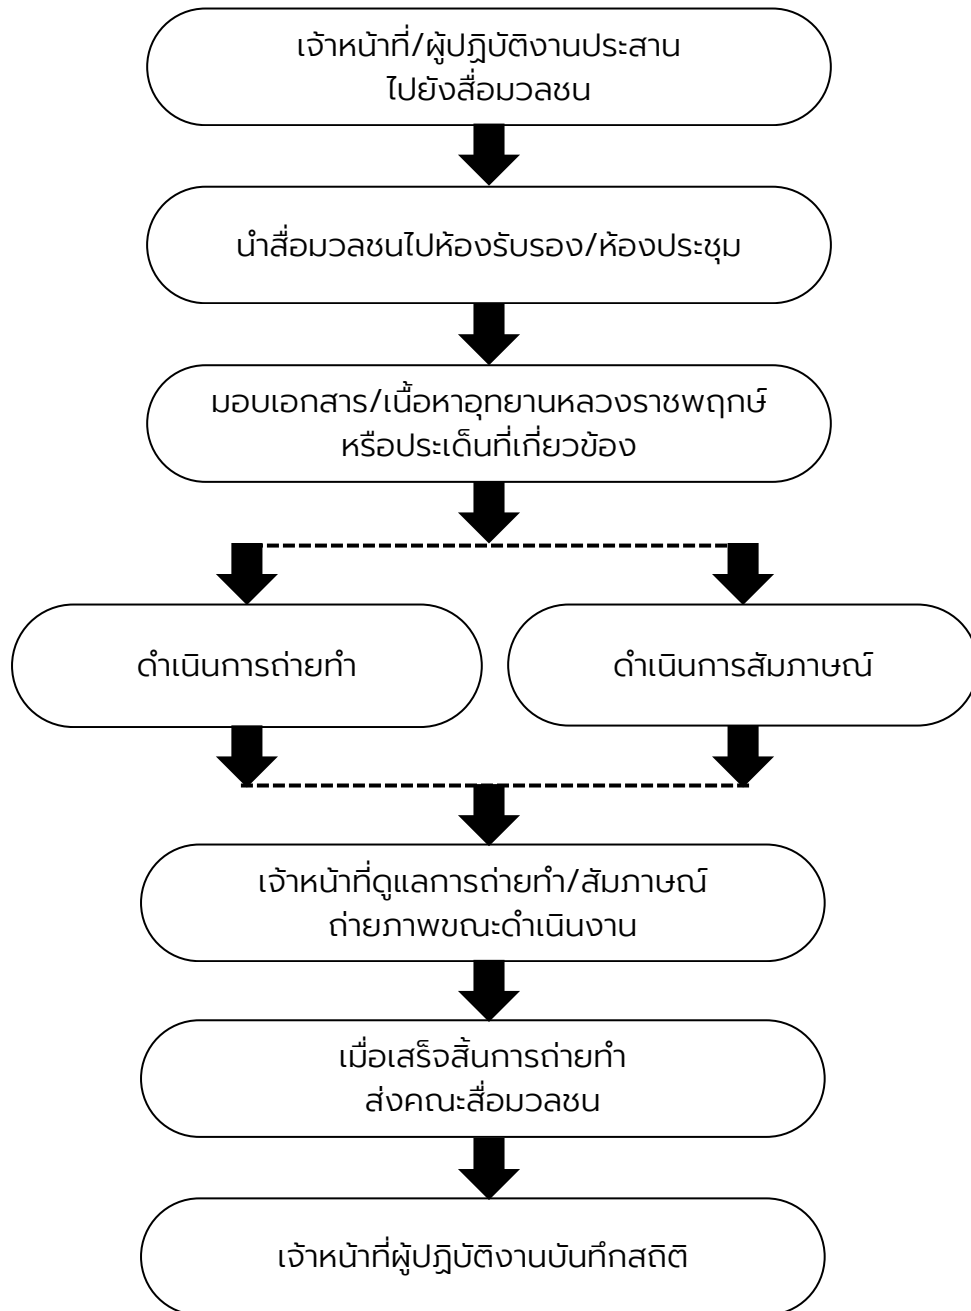 เจ้าหน้าที่/ผู้ปฏิบัติงานประสาน
ไปยังสื่อมวลชน
นำสื่อมวลชนไปห้องรับรอง/ห้องประชุม
มอบเอกสาร/เนื้อหาอุทยานหลวงราชพฤกษ์
หรือประเด็นที่เกี่ยวข้อง
ดำเนินการถ่ายทำ
ดำเนินการสัมภาษณ์
เจ้าหน้าที่ดูแลการถ่ายทำ/สัมภาษณ์
ถ่ายภาพขณะดำเนินงาน
เมื่อเสร็จสิ้นการถ่ายทำ
ส่งคณะสื่อมวลชน
เจ้าหน้าที่ผู้ปฏิบัติงานบันทึกสถิติ